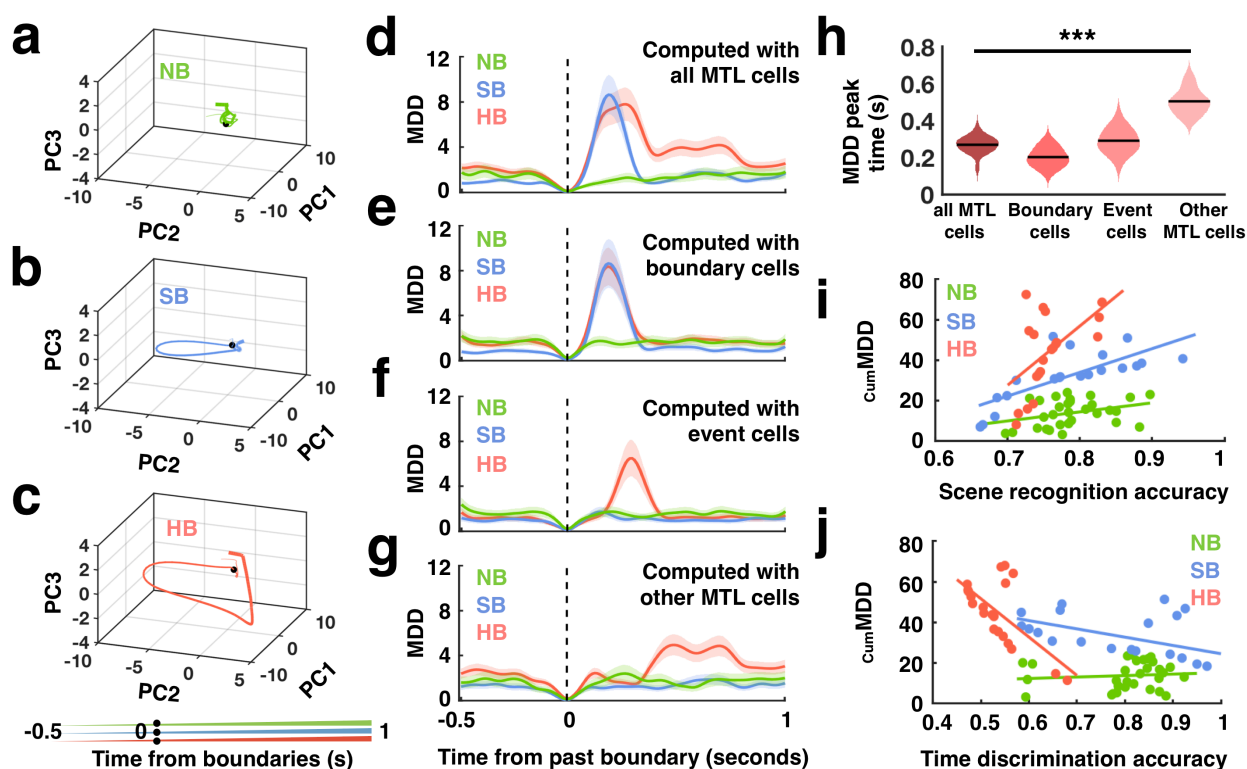 a
NB
4
2
0
-2
-4
PC3
-10
-5
0
5
PC2
-10
0
10
PC1
b
SB
4
2
0
-2
-4
PC3
-10
-5
0
5
PC2
-10
0
10
PC1
c
HB
4
2
0
-2
-4
PC3
-10
-5
0
5
PC2
-10
0
10
PC1
-0.5
0
1
Time from boundaries (s)
d
NB
SB
HB
Computed with
all MTL cells
12
8
4
0
MDD
e
NB
SB
HB
Computed with
boundary cells
12
8
4
0
MDD
f
NB
SB
HB
Computed with
event cells
12
8
4
0
MDD
g
NB
SB
HB
Computed with
other MTL cells
12
8
4
0
MDD
-0.5
0
1
Time from past boundary (seconds)
h
***
0.8
0.6
0.4
0.2
0
MDD peak
time (s)
all MTL
cells
Boundary
cells
Event
cells
Other
MTL cells
i
NB
SB
HB
80
60
40
20
0
CumMDD
0.6
0.7
0.8
0.9
1
Scene recognition accuracy
j
NB
SB
HB
80
60
40
20
0
CumMDD
0.4
0.5
0.6
0.7
0.8
0.9
1
Time discrimination accuracy